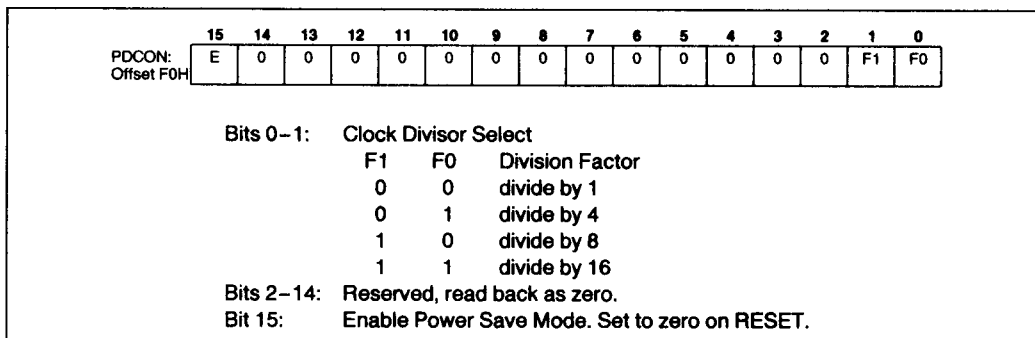 15 14 13 12 11 10 9 8 7 6 5 4 3 2 1 0
PDCON: E 0 0 0 0 0 0 0 0 0 0 0 0 0 F1 F0
Offset F0H
Bits 0–1: Clock Divisor Select
F1 F0 Division Factor
0 0 divide by 1
0 1 divide by 4
1 0 divide by 8
1 1 divide by 16
Bits 2–14: Reserved, read back as zero.
Bit 15: Enable Power Save Mode. Set to zero on RESET.